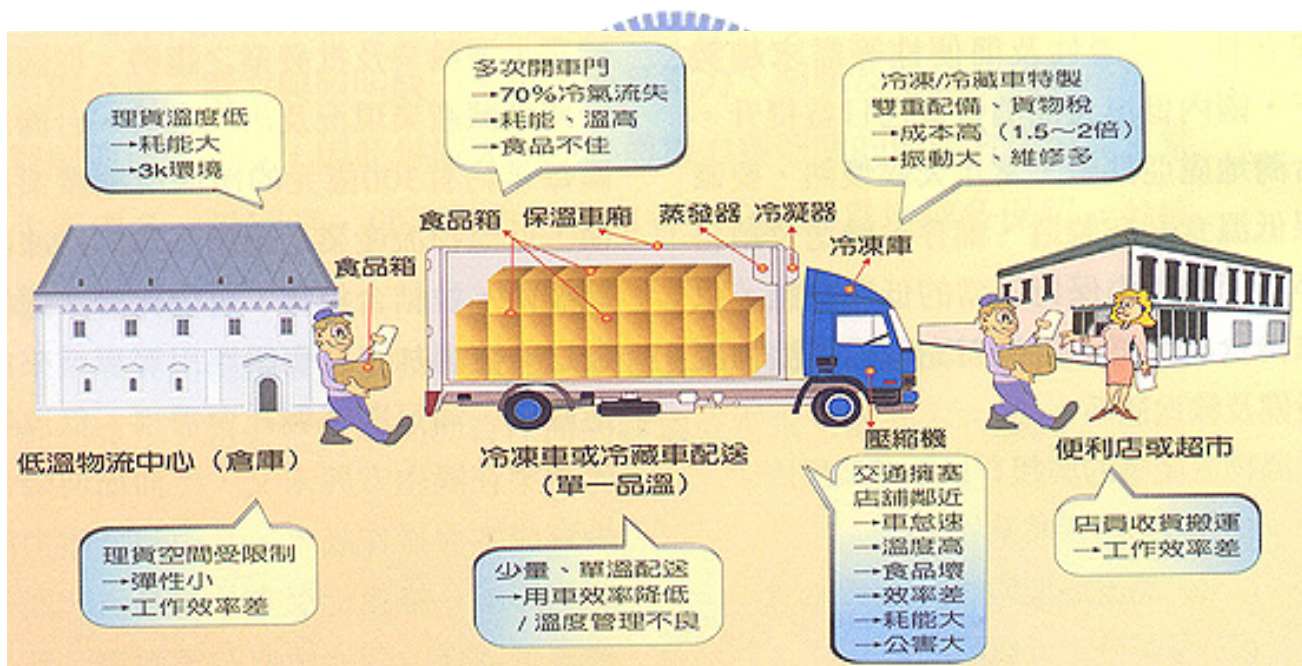 理貨溫度低
→耗能大
→3k環境
多次開車門
→70%冷氣流失
→耗能、溫高
→食品不佳
冷凍/冷藏車特製
雙重配備、貨物稅
→成本高（1.5～2倍）
→振動大、維修多
食品箱
食品箱
保溫車廂
蒸發器
冷凝器
冷凍庫
壓縮機
低溫物流中心（倉庫）
冷凍車或冷藏車配送
（單一品溫）
便利店或超市
理貨空間受限制
→彈性小
→工作效率差
少量、單溫配送
→用車效率降低
/溫度管理不良
交通擁塞
店舖鄰近
→車怠速
→溫度高
→食品壞
→效率差
→耗能大
→公害大
店員收貨搬運
→工作效率差